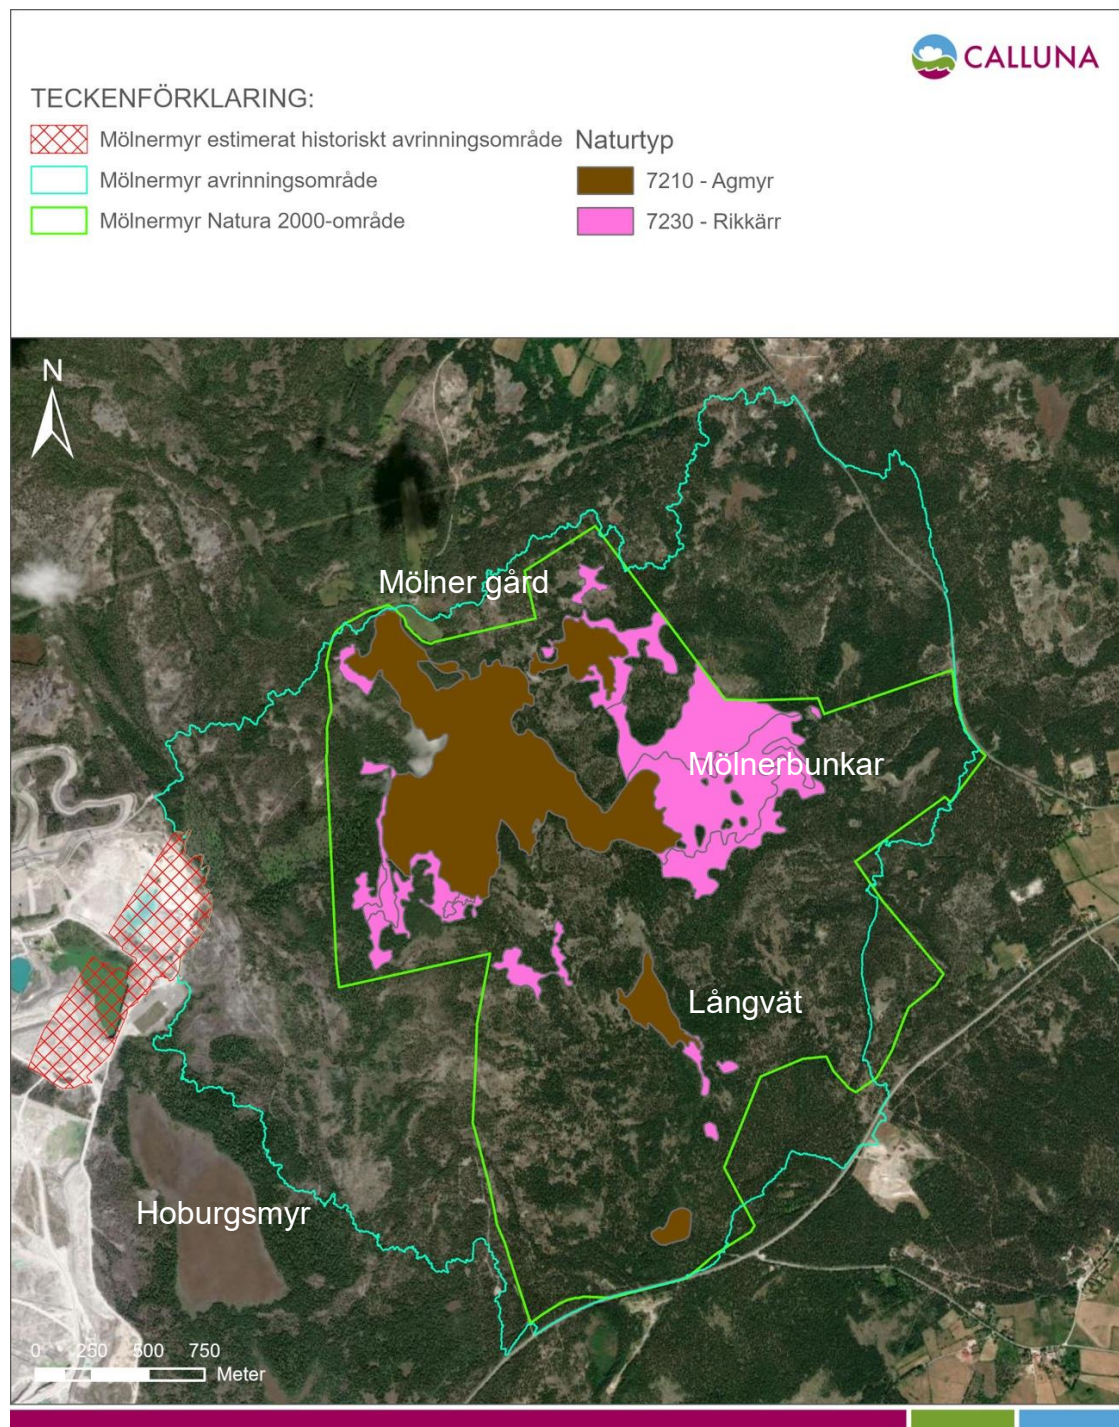 CALLUNA
TECKENFÖRKLARING:
Mölnermyr estimerat historiskt avrinningsområde
Mölnermyr avrinningsområde
Mölnermyr Natura 2000-område
Naturtyp
7210 - Agmyr
7230 - Rikkärr
N
Mölner gård
Mölnerbunkar
Långvät
Hoburgsmyr
0 250 500 750
Meter